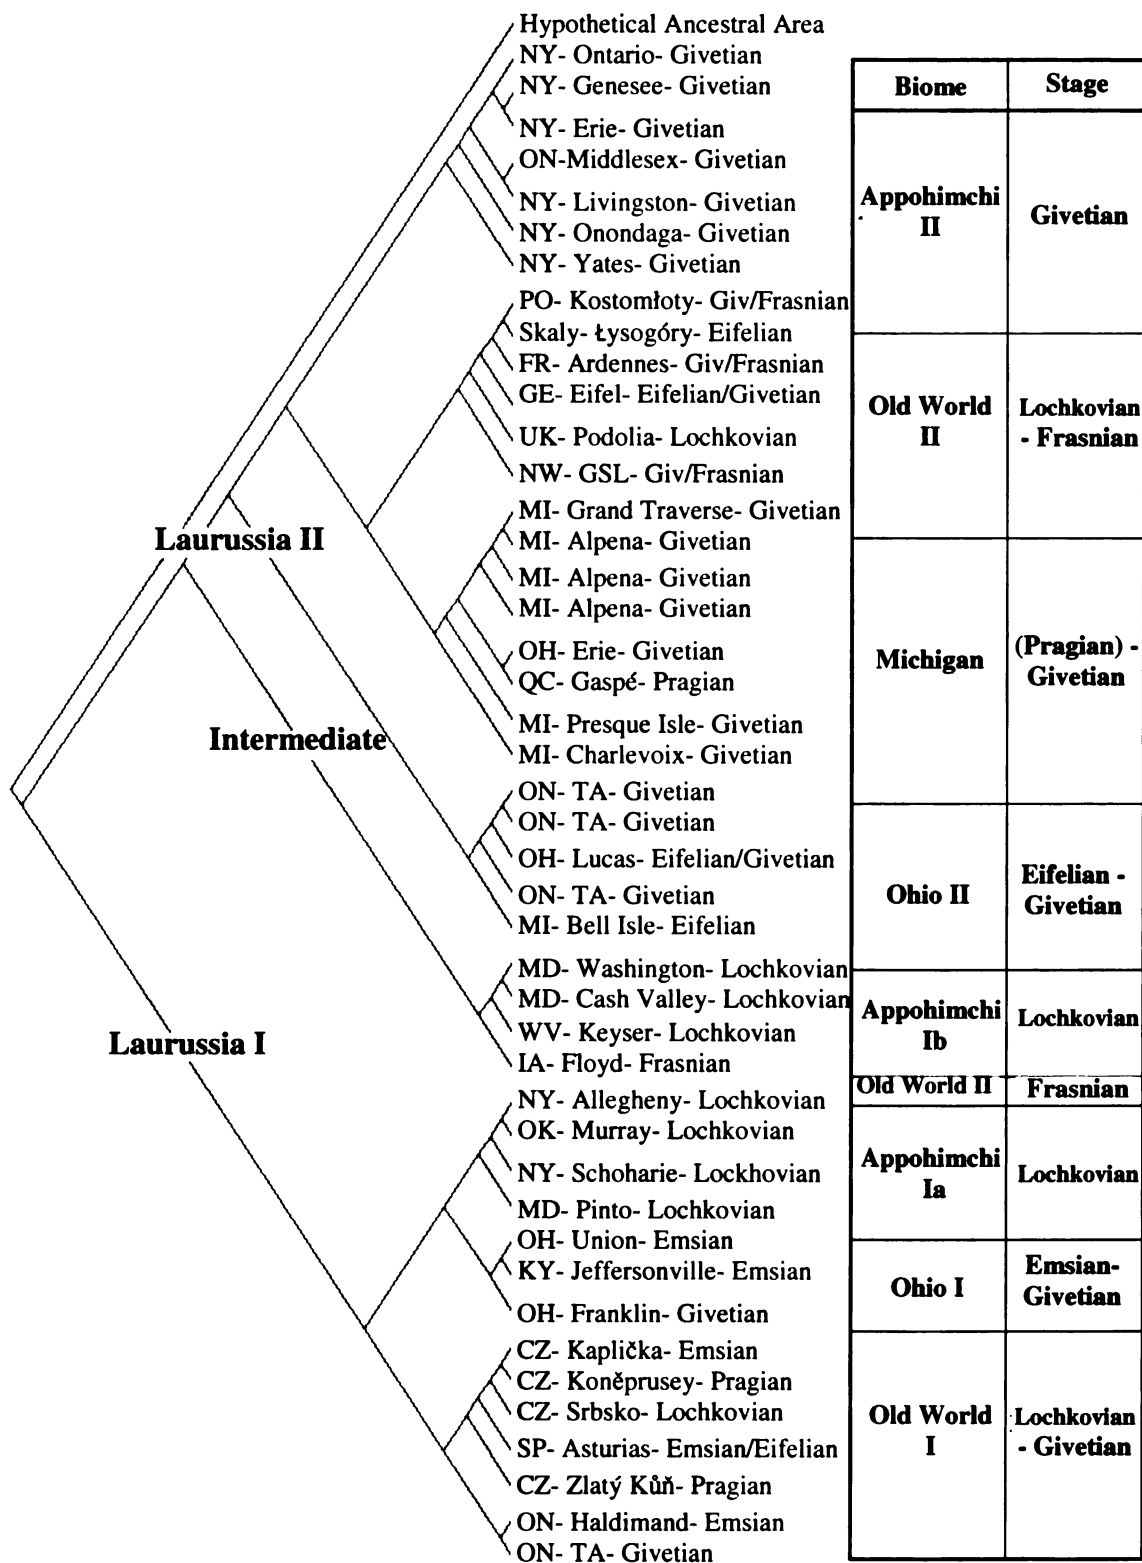 Hypothetical Ancestral Area
NY- Ontario- Givetian
NY- Genesee- Givetian
NY- Erie- Givetian
ON-Middlesex- Givetian
NY- Livingston- Givetian
NY- Onondaga- Givetian
NY- Yates- Givetian
PO- Kostomłoty- Giv/Frasnian
Skaly- Łysogóry- Eifelian
FR- Ardennes- Giv/Frasnian
GE- Eifel- Eifelian/Givetian
UK- Podolia- Lochkovian
NW- GSL- Giv/Frasnian
MI- Grand Traverse- Givetian
MI- Alpena- Givetian
MI- Alpena- Givetian
MI- Alpena- Givetian
OH- Erie- Givetian
QC- Gaspé- Pragian
MI- Presque Isle- Givetian
MI- Charlevoix- Givetian
ON- TA- Givetian
ON- TA- Givetian
OH- Lucas- Eifelian/Givetian
ON- TA- Givetian
MI- Bell Isle- Eifelian
MD- Washington- Lochkovian
MD- Cash Valley- Lochkovian
WV- Keyser- Lochkovian
IA- Floyd- Frasnian
NY- Allegheny- Lochkovian
OK- Murray- Lochkovian
NY- Schoharie- Lockhovian
MD- Pinto- Lochkovian
OH- Union- Emsian
KY- Jeffersonville- Emsian
OH- Franklin- Givetian
CZ- Kaplička- Emsian
CZ- Koněprusey- Pragian
CZ- Srbsko- Lochkovian
SP- Asturias- Emsian/Eifelian
CZ- Zlatý Kůň- Pragian
ON- Haldimand- Emsian
ON- TA- Givetian
Laurussia II
Intermediate
Laurussia I
Biome Stage
Appohimchi
II
Givetian
Old World
II
Lochkovian
- Frasnian
Michigan
(Pragian) -
Givetian
Ohio II
Eifelian -
Givetian
Appohimchi
Ib
Lochkovian
Old World II Frasnian
Appohimchi
Ia
Lochkovian
Ohio I
Emsian-
Givetian
Old World
I
Lochkovian
- Givetian